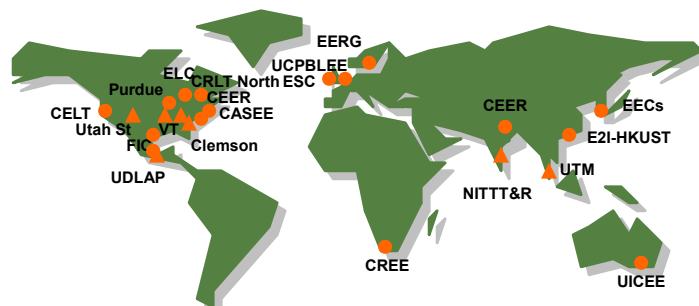 EERG
ELC
UCPBLEE
CRLT North ESC
Purdue
CEER
CELT
CASEE
Utah St
VT
FIC
Clemson
UDLAP
CEER
EECs
E2I-HKUST
UTM
NITTT&R
CREE
UICEE